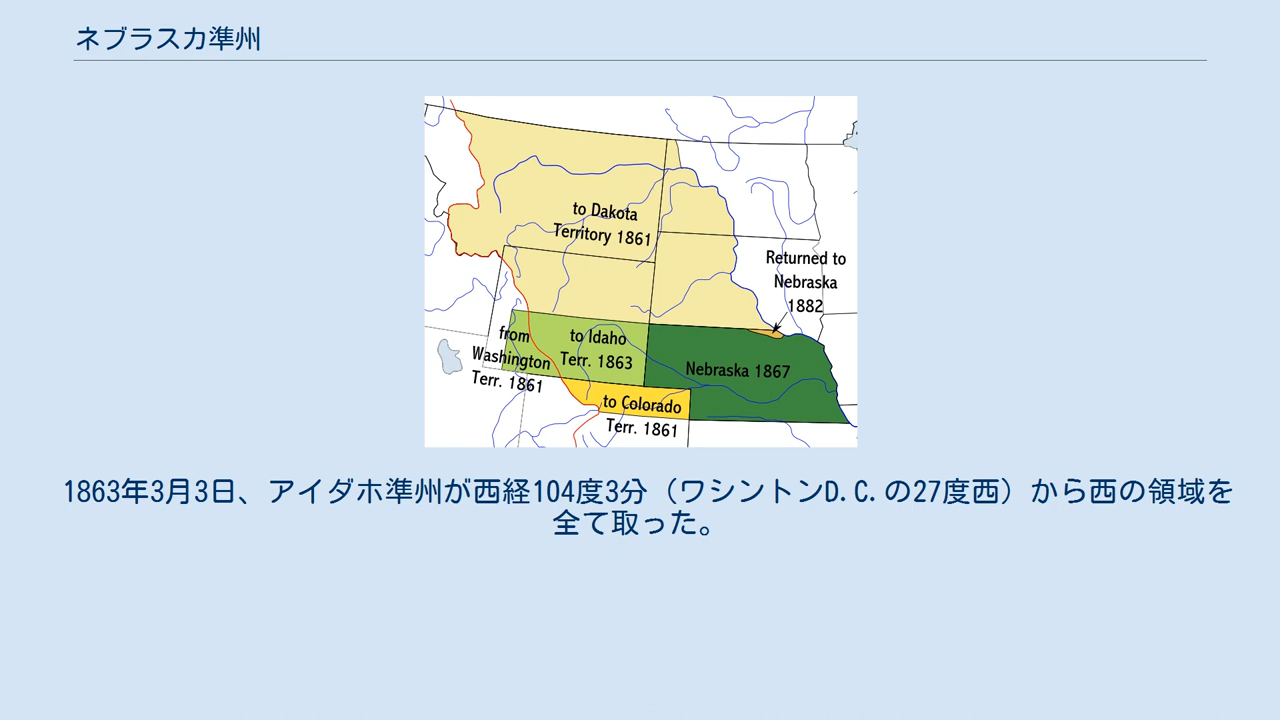 ネブラスカ準州
to Dakota
Territory 1861
Returned to
Nebraska
1882
from
Washington
Terr. 1861
to Idaho
Terr. 1863
Nebraska 1867
to Colorado
Terr. 1861
1863年3月3日、アイダホ準州が西経104度3分（ワシントンD.C.の27度西）から西の領域を
全て取った。